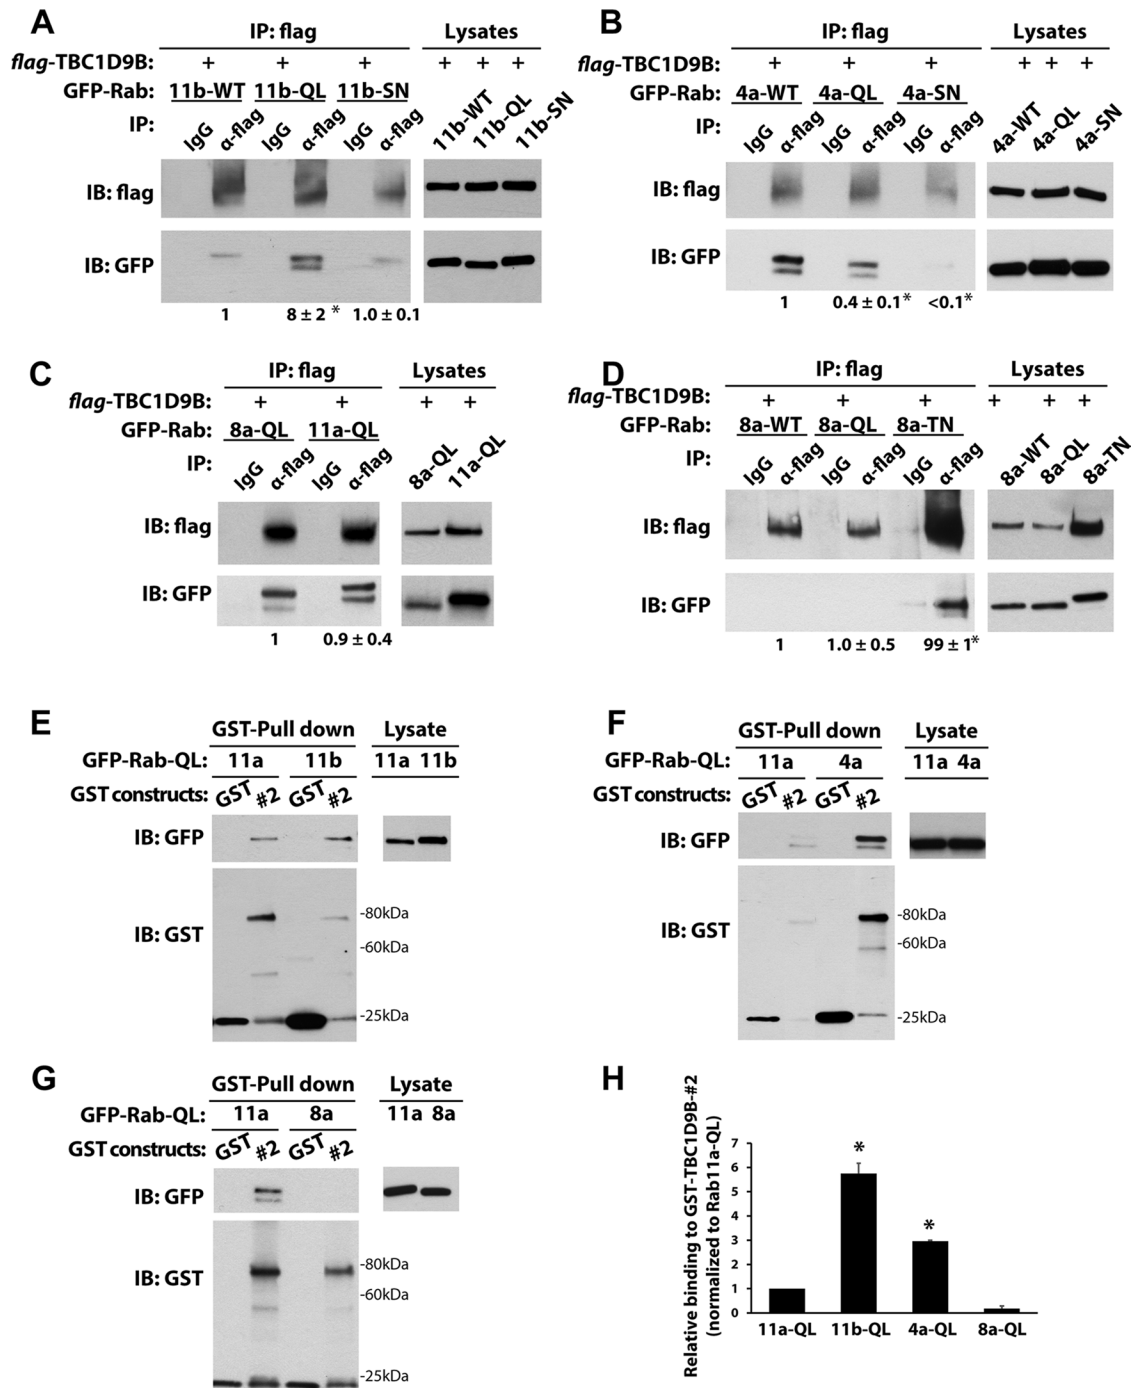 A
IP: flag Lysates
flag-TBC1D9B: + + + + + +
GFP-Rab: 11b-WT 11b-QL 11b-SN
IP: IgG α-flag IgG α-flag IgG α-flag 11b-WT 11b-QL 11b-SN
IB: flag
IB: GFP
1 8 ± 2 * 1.0 ± 0.1
B
IP: flag Lysates
flag-TBC1D9B: + + + + + +
GFP-Rab: 4a-WT 4a-QL 4a-SN
IP: IgG α-flag IgG α-flag IgG α-flag 4a-WT 4a-QL 4a-SN
IB: flag
IB: GFP
1 0.4 ± 0.1* <0.1*
C
IP: flag Lysates
flag-TBC1D9B: + + + +
GFP-Rab: 8a-QL 11a-QL
IP: IgG α-flag IgG α-flag 8a-QL 11a-QL
IB: flag
IB: GFP
1 0.9 ± 0.4
D
IP: flag Lysates
flag-TBC1D9B: + + + + + +
GFP-Rab: 8a-WT 8a-QL 8a-TN
IP: IgG α-flag IgG α-flag IgG α-flag 8a-WT 8a-QL 8a-TN
IB: flag
IB: GFP
1 1.0 ± 0.5 99 ± 1*
E
GST-Pull down Lysate
GFP-Rab-QL: 11a 11b 11a 11b
GST constructs: GST #2 GST #2
IB: GFP
IB: GST
-80kDa
-60kDa
-25kDa
F
GST-Pull down Lysate
GFP-Rab-QL: 11a 4a 11a 4a
GST constructs: GST #2 GST #2
IB: GFP
IB: GST
-80kDa
-60kDa
-25kDa
G
GST-Pull down Lysate
GFP-Rab-QL: 11a 8a 11a 8a
GST constructs: GST #2 GST #2
IB: GFP
IB: GST
-80kDa
-60kDa
-25kDa
H
Relative binding to GST-TBC1D9B-#2
(normalized to Rab11a-QL)
7
6
5
4
3
2
1
0
* *
11a-QL 11b-QL 4a-QL 8a-QL